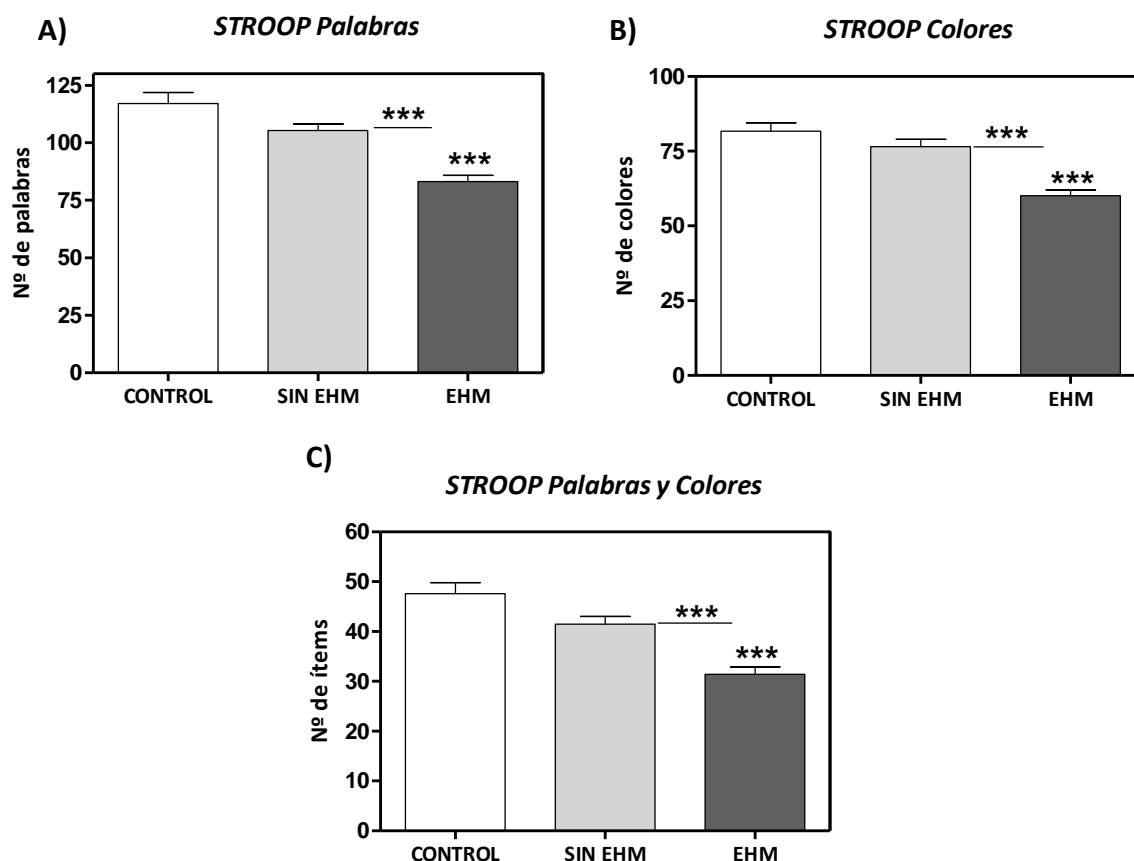 A)
STROOP Palabras
Nº de palabras
125
100
75
50
25
0
***
***
CONTROL
SIN EHM
EHM
B)
STROOP Colores
Nº de colores
100
75
50
25
0
***
***
CONTROL
SIN EHM
EHM
C)
STROOP Palabras y Colores
Nº de ítems
60
50
40
30
20
10
0
***
***
CONTROL
SIN EHM
EHM